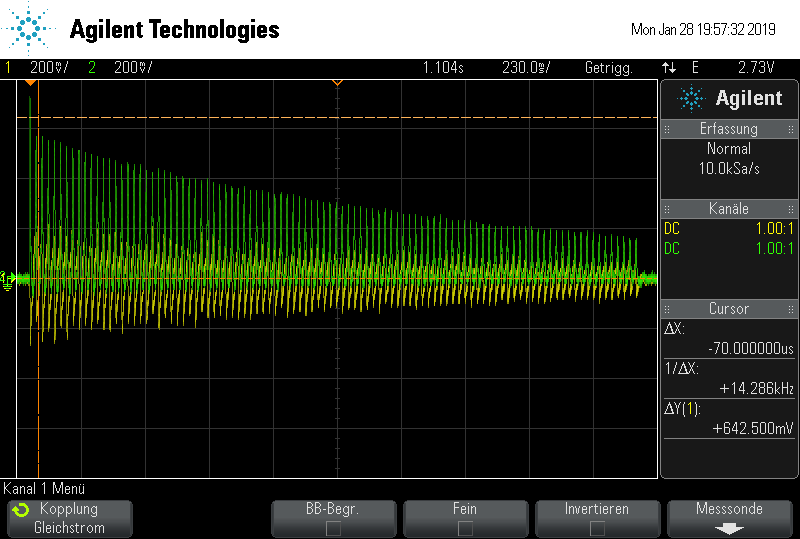 Agilent Technologies
Mon Jan 28 19:57:32 2019
1 200mV/ 2 200mV/ 1.104s 230.0ms/ Getrigg. E 2.73V
Agilent
Erfassung
Normal
10.0kSa/s
Kanäle
DC 1.00:1
DC 1.00:1
Cursor
ΔX:
-70.000000us
1/ΔX:
+14.286kHz
ΔY(1):
+642.500mV
Kanal 1 Menü
Kopplung
Gleichstrom
BB-Begr.
Fein
Invertieren
Messsonde